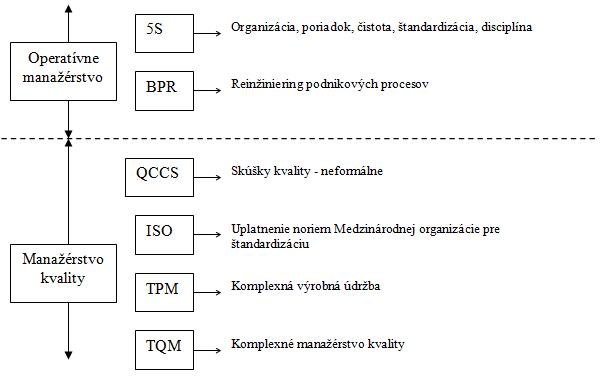 5S
Organizácia, poriadok, čistota, štandardizácia, disciplína
Operatívne
manažérstvo
BPR
Reinžiniering podnikových procesov
QCCS
Skúšky kvality - neformálne
ISO
Uplatnenie noriem Medzinárodnej organizácie pre
štandardizáciu
Manažérstvo
kvality
TPM
Komplexná výrobná údržba
TQM
Komplexné manažérstvo kvality